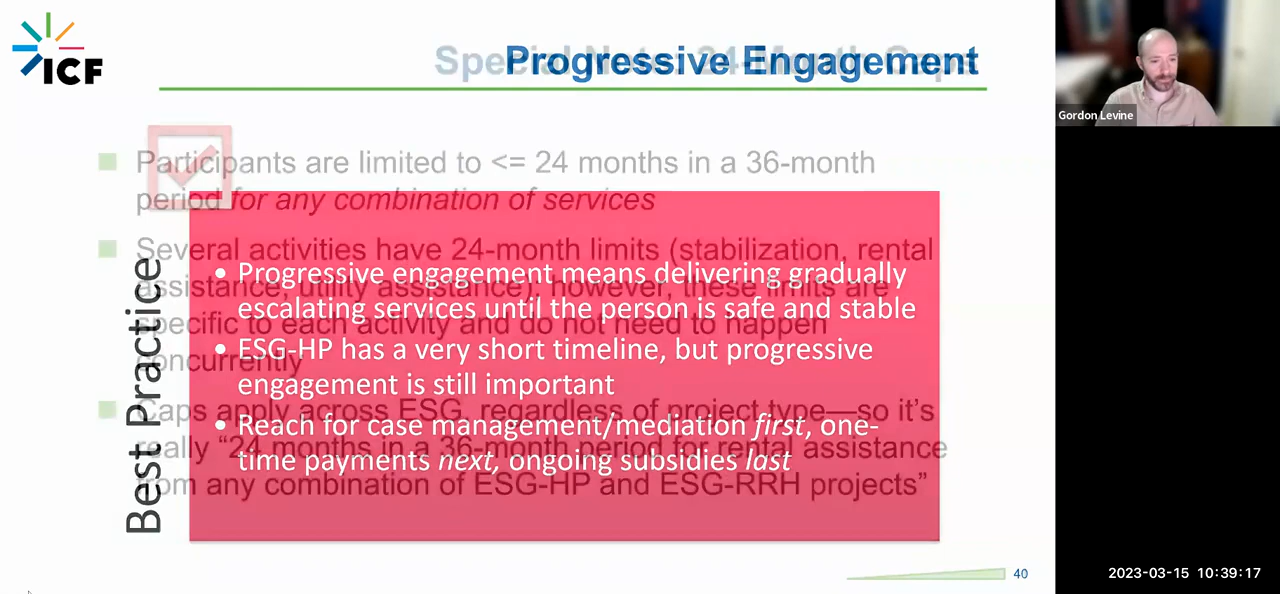 ICF
Special Note: 24-Month Caps
Progressive Engagement
Participants are limited to <= 24 months in a 36-month
period for any combination of services
Several activities have 24-month limits (stabilization, rental
assistance, utility assistance); however, these limits are
specific to each activity and do not need to happen
concurrently
Caps apply across ESG, regardless of project type—so it's
really "24 months in a 36-month period for rental assistance
from any combination of ESG-HP and ESG-RRH projects"
Best Practice
• Progressive engagement means delivering gradually
escalating services until the person is safe and stable
• ESG-HP has a very short timeline, but progressive
engagement is still important
• Reach for case management/mediation first, one-
time payments next, ongoing subsidies last
40
Gordon Levine
2023-03-15 10:39:17